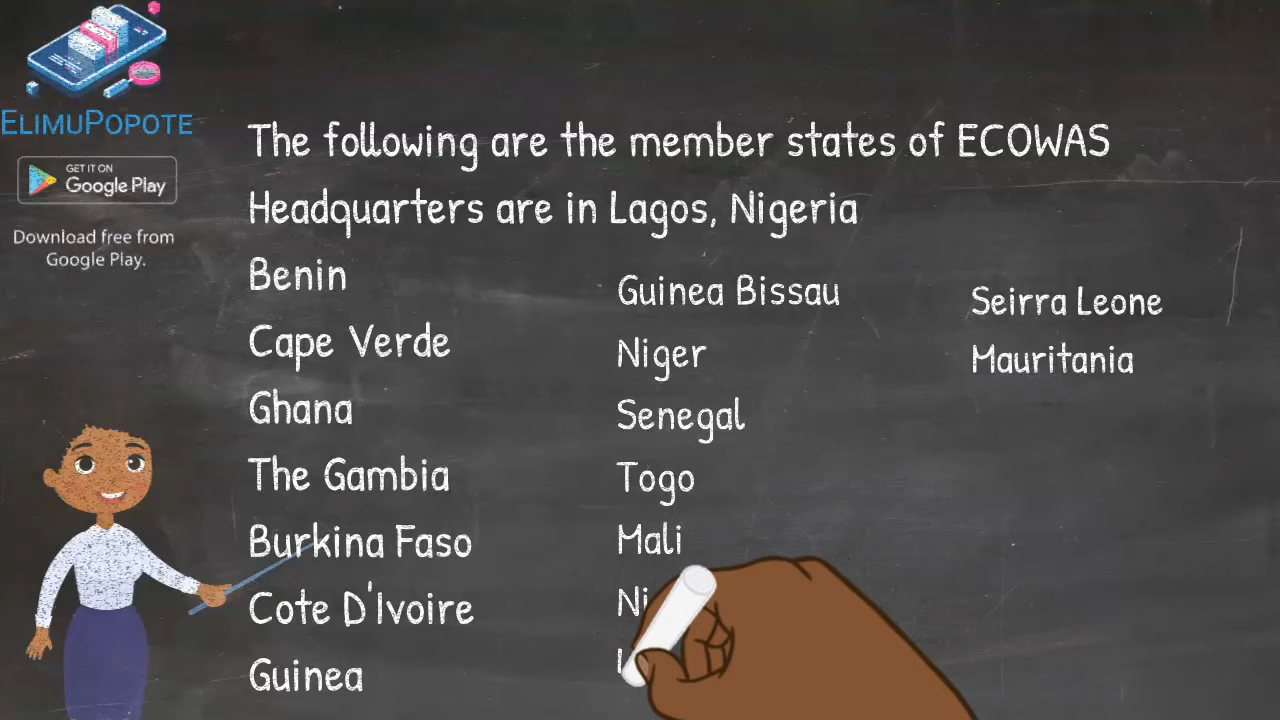 ELIMUPOPOTE
GET IT ON
Google Play
Download free from
Google Play.
The following are the member states of ECOWAS
Headquarters are in Lagos, Nigeria
Benin
Cape Verde
Ghana
The Gambia
Burkina Faso
Cote D'Ivoire
Guinea
Guinea Bissau
Niger
Senegal
Togo
Mali
Seirra Leone
Mauritania